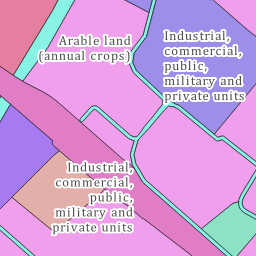 Arable land
(annual crops)
Industrial,
commercial,
public,
military and
private units
Industrial,
commercial,
public,
military and
private units